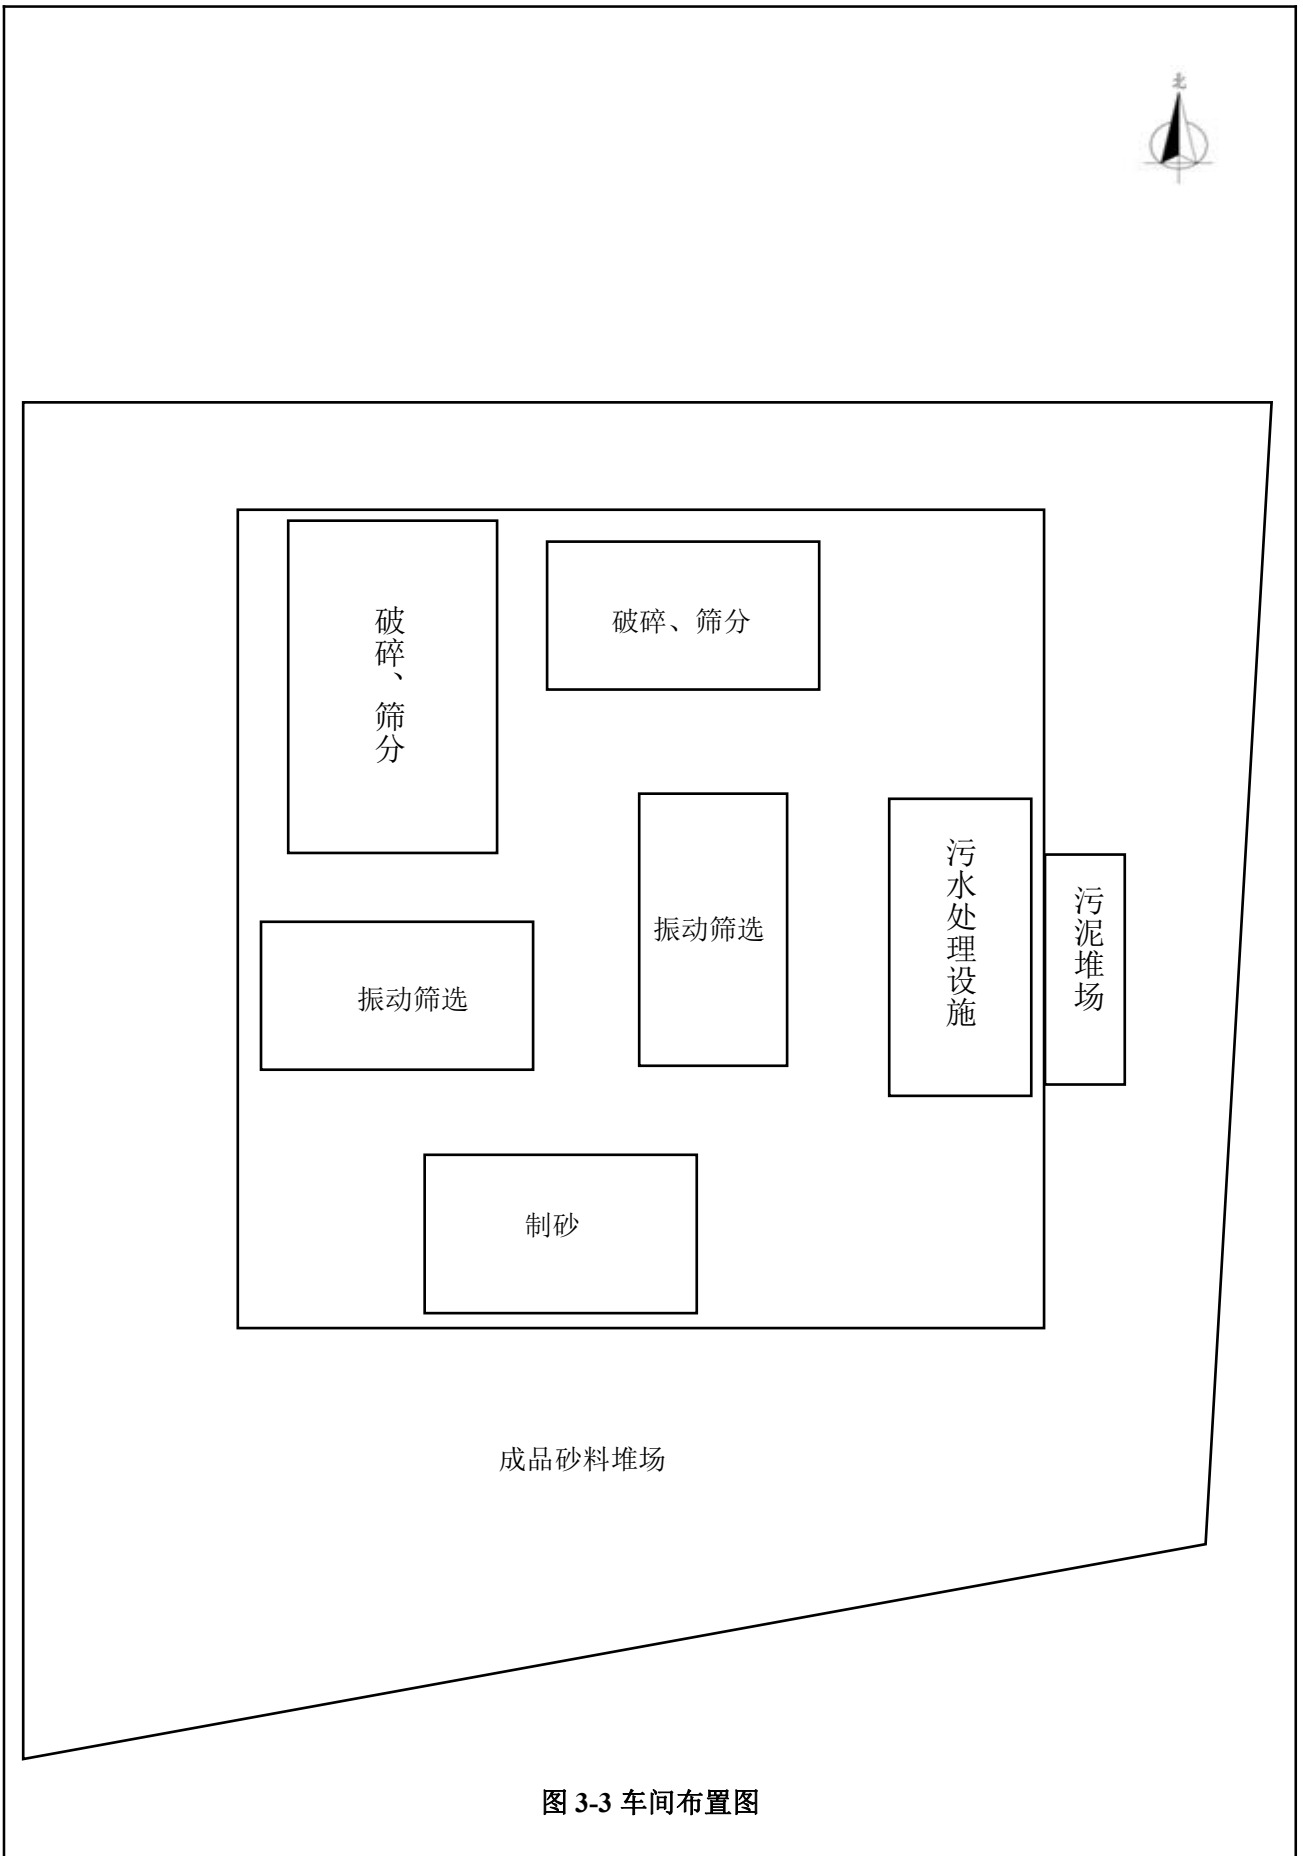 北
破碎、筛分
破碎、筛分
振动筛选
污水处理设施
污泥堆场
振动筛选
制砂
成品砂料堆场
图 3-3 车间布置图